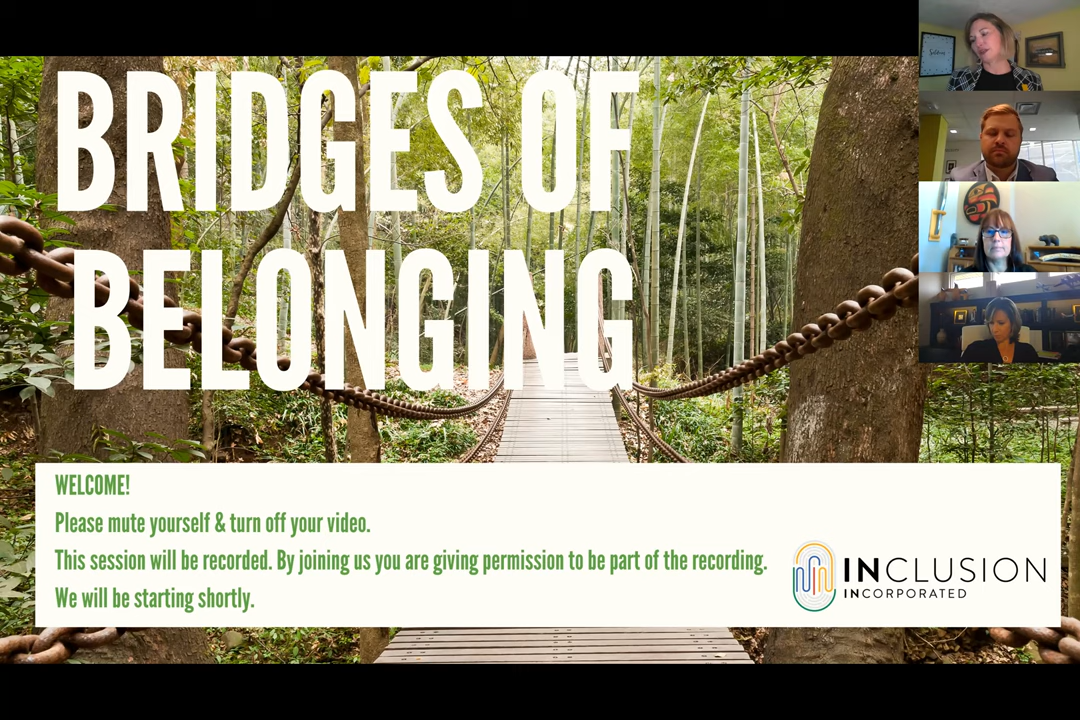 BRIDGES OF
BELONGING
WELCOME!
Please mute yourself & turn off your video.
This session will be recorded. By joining us you are giving permission to be part of the recording.
We will be starting shortly.
INCLUSION
INCORPORATED